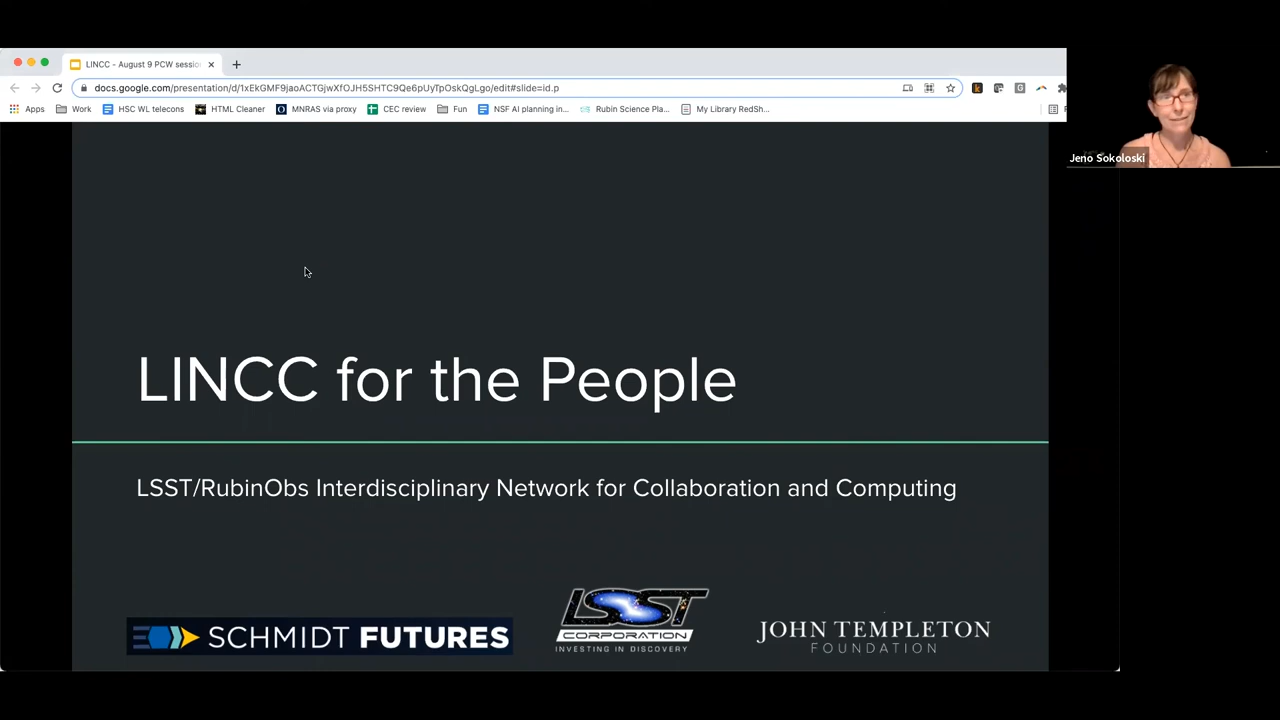 LINCC - August 9 PCW sessio
docs.google.com/presentation/d/1xEkGMF9jaoACTGjwXfOJH5SHTC9Qe6pUyTpOskQgLgo/edit#slide=id.p
Apps Work HSC WL telecons HTML Cleaner MNRAS via proxy CEC review Fun NSF AI planning in... Rubin Science Pla... My Library RedSh...
Jeno Sokoloski
LINCC for the People
LSST/RubinObs Interdisciplinary Network for Collaboration and Computing
SCHMIDT FUTURES
LSST
CORPORATION
INVESTING IN DISCOVERY
JOHN TEMPLETON
FOUNDATION